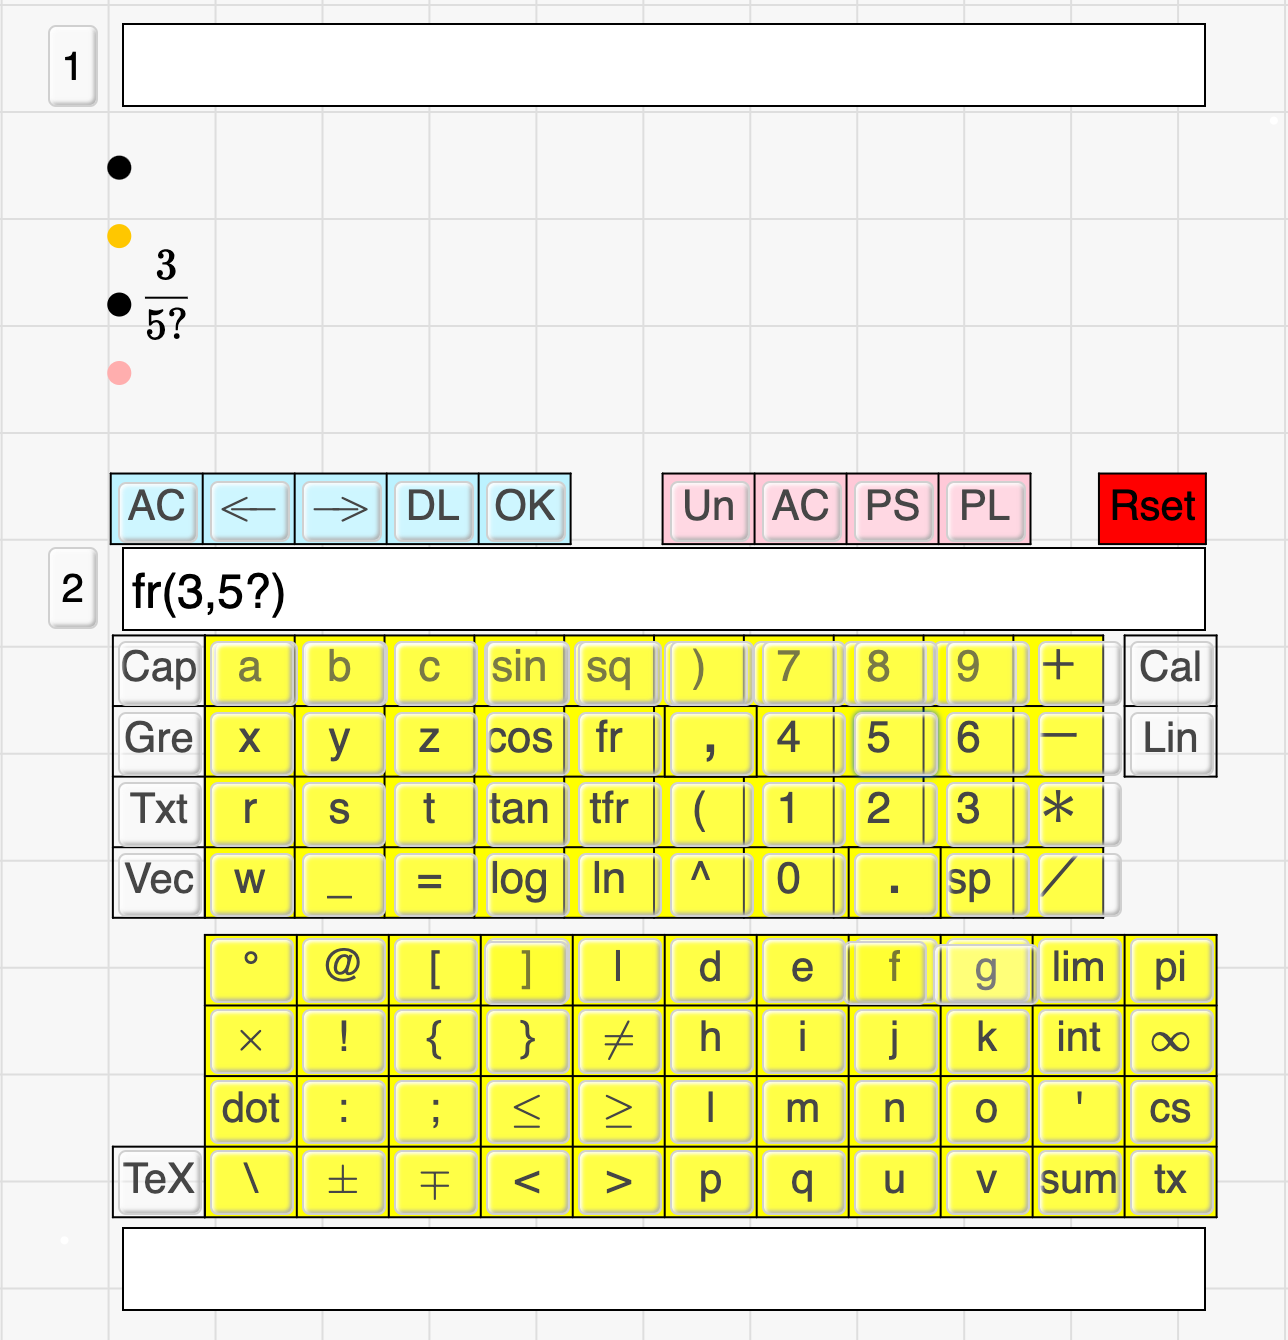 1
3
5?
AC ← → DL OK Un AC PS PL Rset
2 fr(3,5?)
Cap a b c sin sq ) 7 8 9 + Cal
Gre x y z cos fr , 4 5 6 − Lin
Txt r s t tan tfr ( 1 2 3 *
Vec w _ = log ln ^ 0 . sp /
° @ [ ] l d e f g lim pi
× ! { } ≠ h i j k int ∞
dot : ; ≤ ≥ l m n o ' cs
TeX \ ± ∓ < > p q u v sum tx